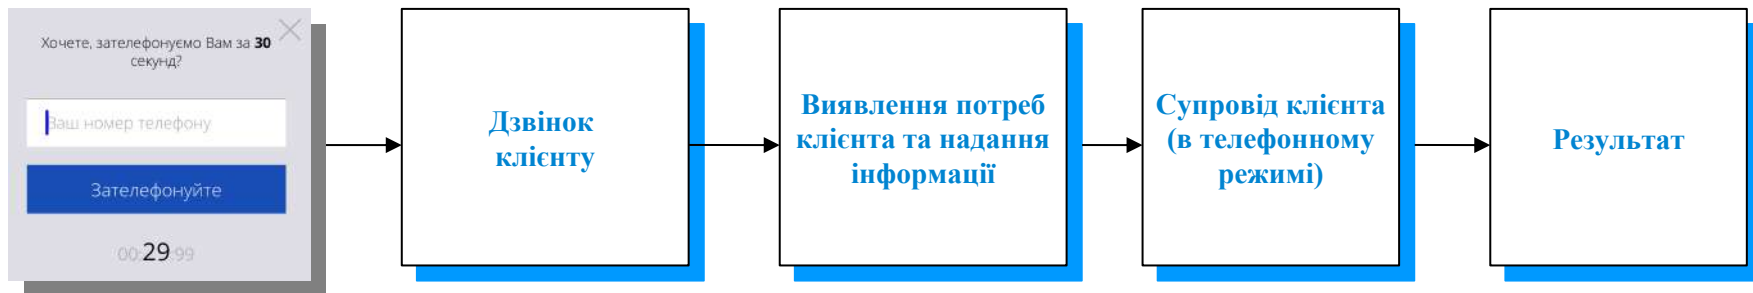 Хочете, зателефонуємо Вам за 30
секунд?
Ваш номер телефону
Зателефонуйте
00:29:99
Дзвінок
клієнту
Виявлення потреб
клієнта та надання
інформації
Супровід клієнта
(в телефонному
режимі)
Результат